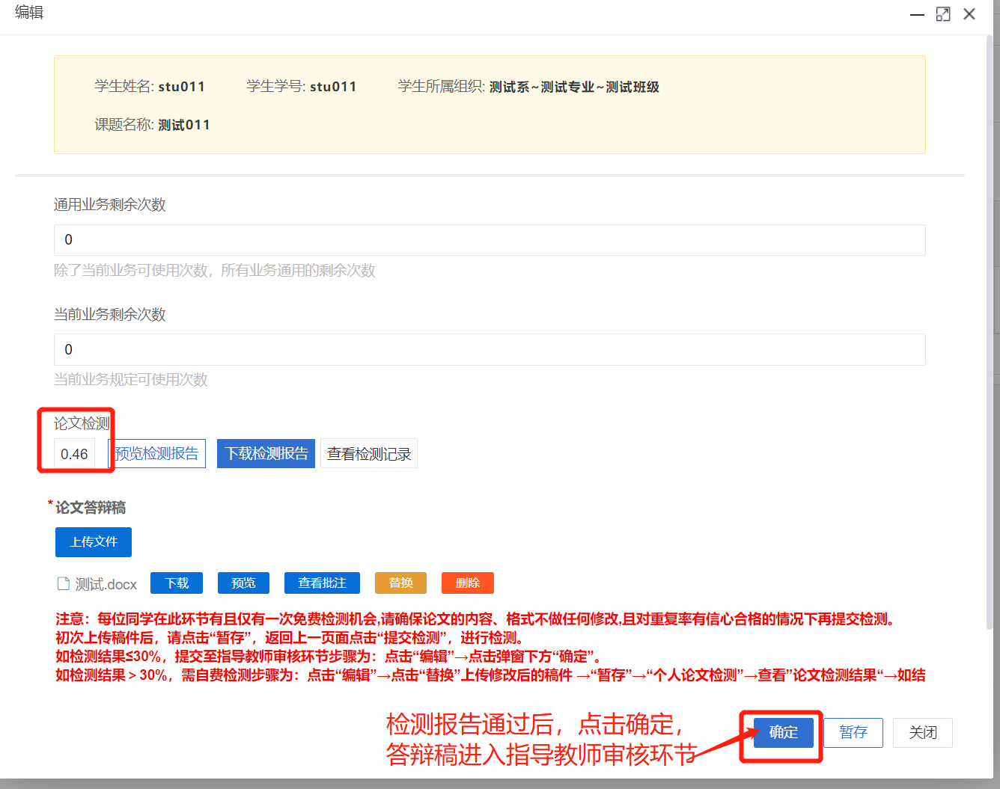 编辑
学生姓名: stu011 学生学号: stu011 学生所属组织: 测试系~测试专业~测试班级
课题名称: 测试011
通用业务剩余次数
0
除了当前业务可使用次数，所有业务通用的剩余次数
当前业务剩余次数
0
当前业务规定可使用次数
论文检测
0.46 预览检测报告 下载检测报告 查看检测记录
*论文答辩稿
上传文件
测试.docx 下载 预览 查看批注 替换 删除
注意：每位同学在此环节有且仅有一次免费检测机会,请确保论文的内容、格式不做任何修改,且对重复率有信心合格的情况下再提交检测。
初次上传稿件后，请点击“暂存”，返回上一页面点击“提交检测”，进行检测。
如检测结果≤30%，提交至指导教师审核环节步骤为：点击“编辑”→点击弹窗下方“确定”。
如检测结果＞30%，需自费检测步骤为：点击“编辑”→点击“替换”上传修改后的稿件 →“暂存”→“个人论文检测”→查看”论文检测结果“→如结
检测报告通过后，点击确定，
答辩稿进入指导教师审核环节
确定 暂存 关闭